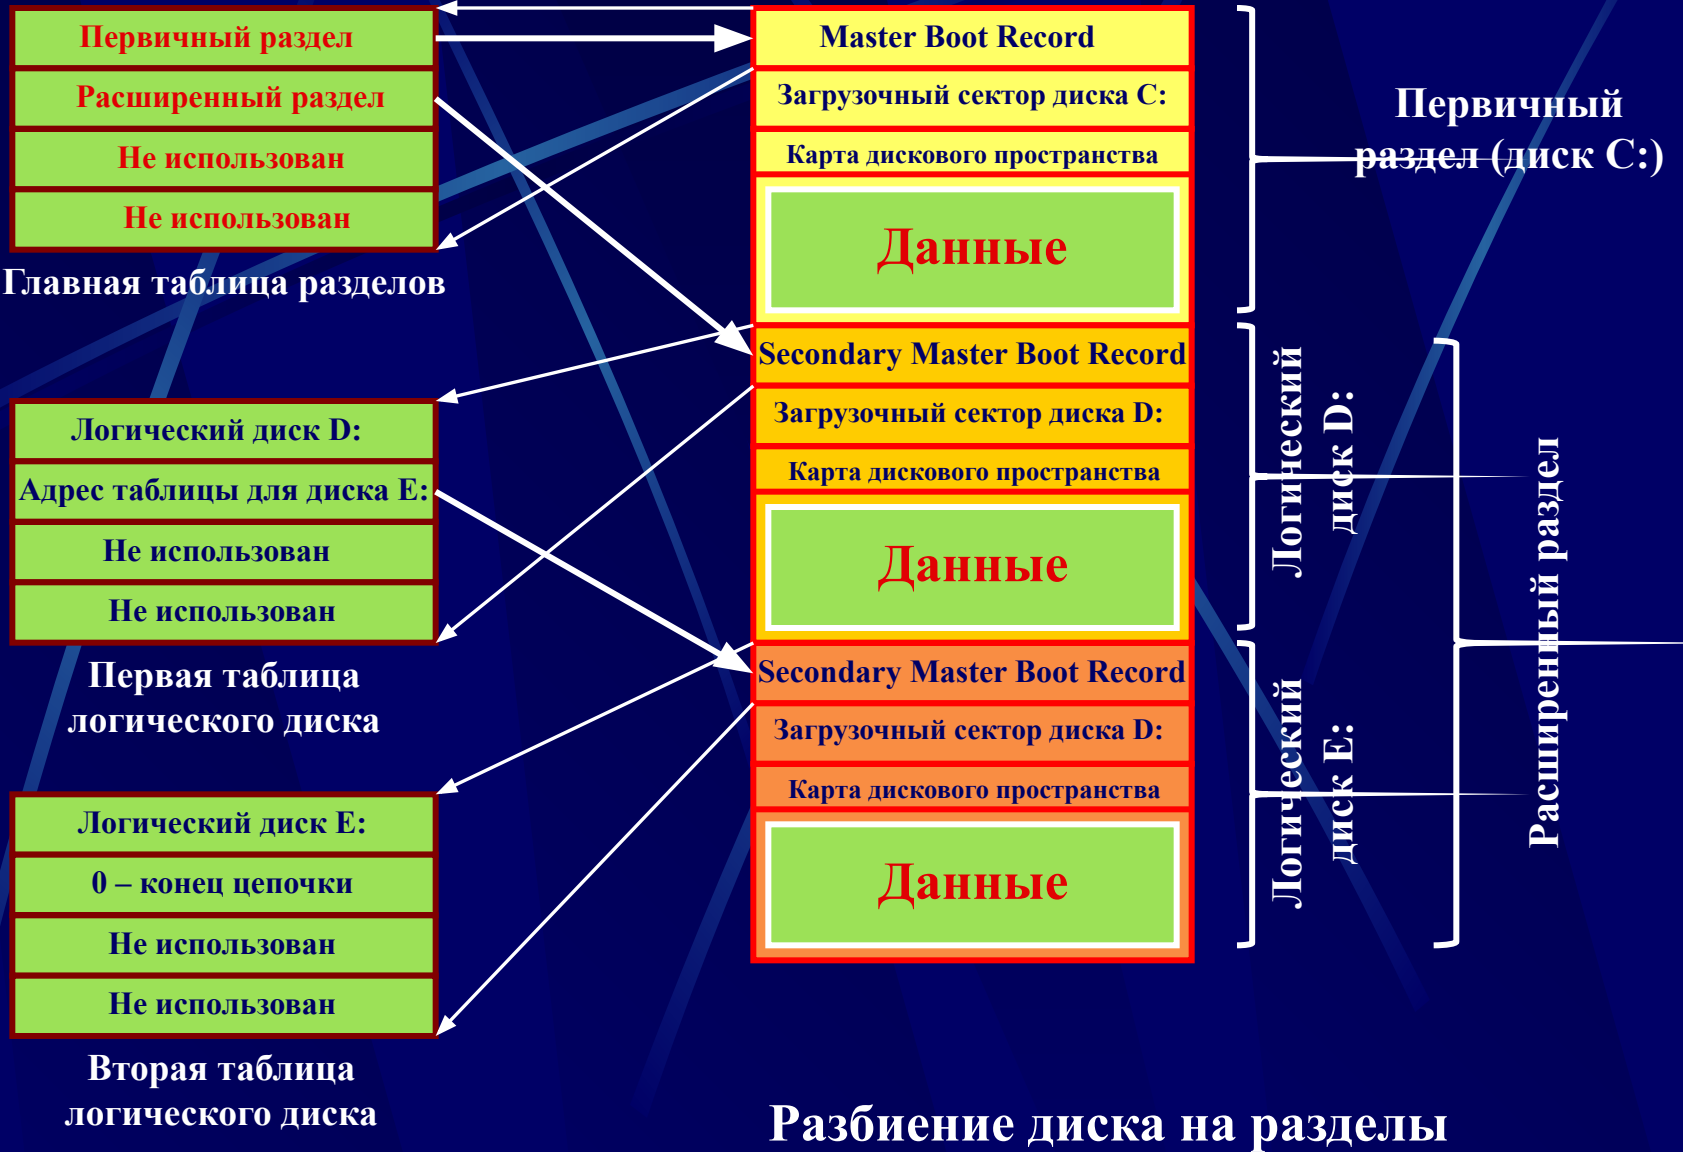 Первичный раздел
Расширенный раздел
Не использован
Не использован
Главная таблица разделов
Логический диск D:
Адрес таблицы для диска E:
Не использован
Не использован
Первая таблица
логического диска
Логический диск E:
0 – конец цепочки
Не использован
Не использован
Вторая таблица
логического диска
Master Boot Record
Загрузочный сектор диска C:
Карта дискового пространства
Данные
Secondary Master Boot Record
Загрузочный сектор диска D:
Карта дискового пространства
Данные
Secondary Master Boot Record
Загрузочный сектор диска D:
Карта дискового пространства
Данные
Первичный
раздел (диск C:)
Логический
диск D:
Логический
диск E:
Расширенный раздел
Разбиение диска на разделы